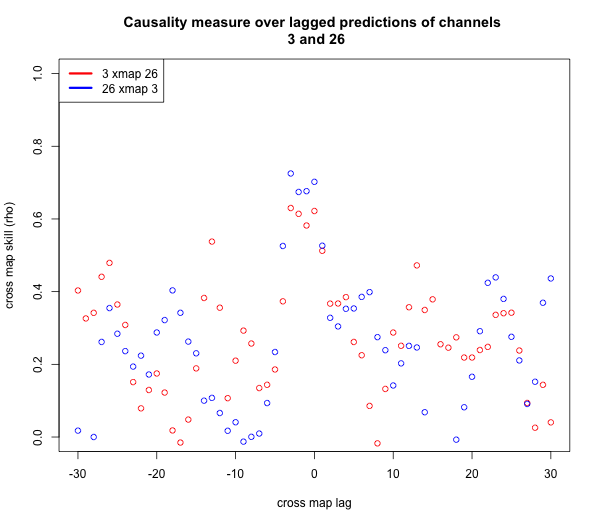 Causality measure over lagged predictions of channels
3 and 26
3 xmap 26
26 xmap 3
cross map skill (rho)
1.0
0.8
0.6
0.4
0.2
0.0
-30 -20 -10 0 10 20 30
cross map lag